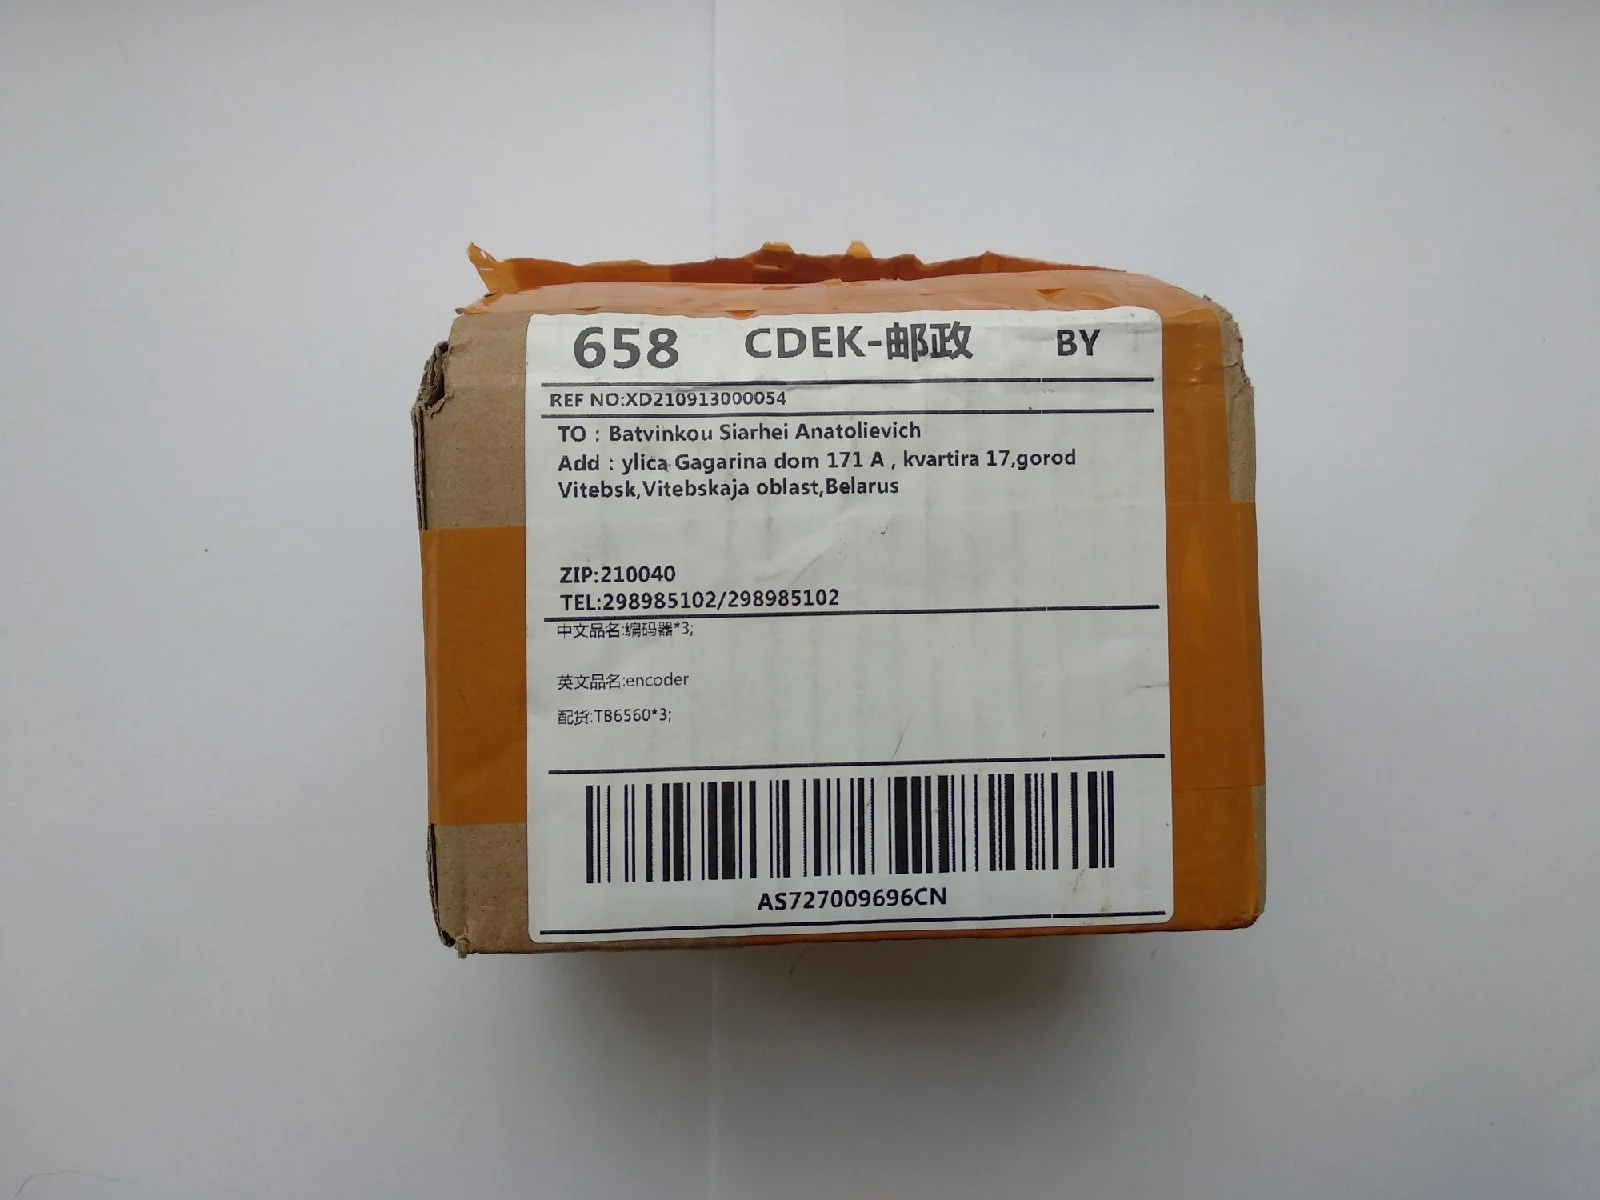 658 CDEK-邮政 BY
REF NO:XD210913000054
TO : Batvinkou Siarhei Anatolievich
Add : ylica Gagarina dom 171 A , kvartira 17,gorod
Vitebsk,Vitebskaja oblast,Belarus
ZIP:210040
TEL:298985102/298985102
中文品名:编码器*3;
英文品名:encoder
配货:TB6560*3;
AS727009696CN